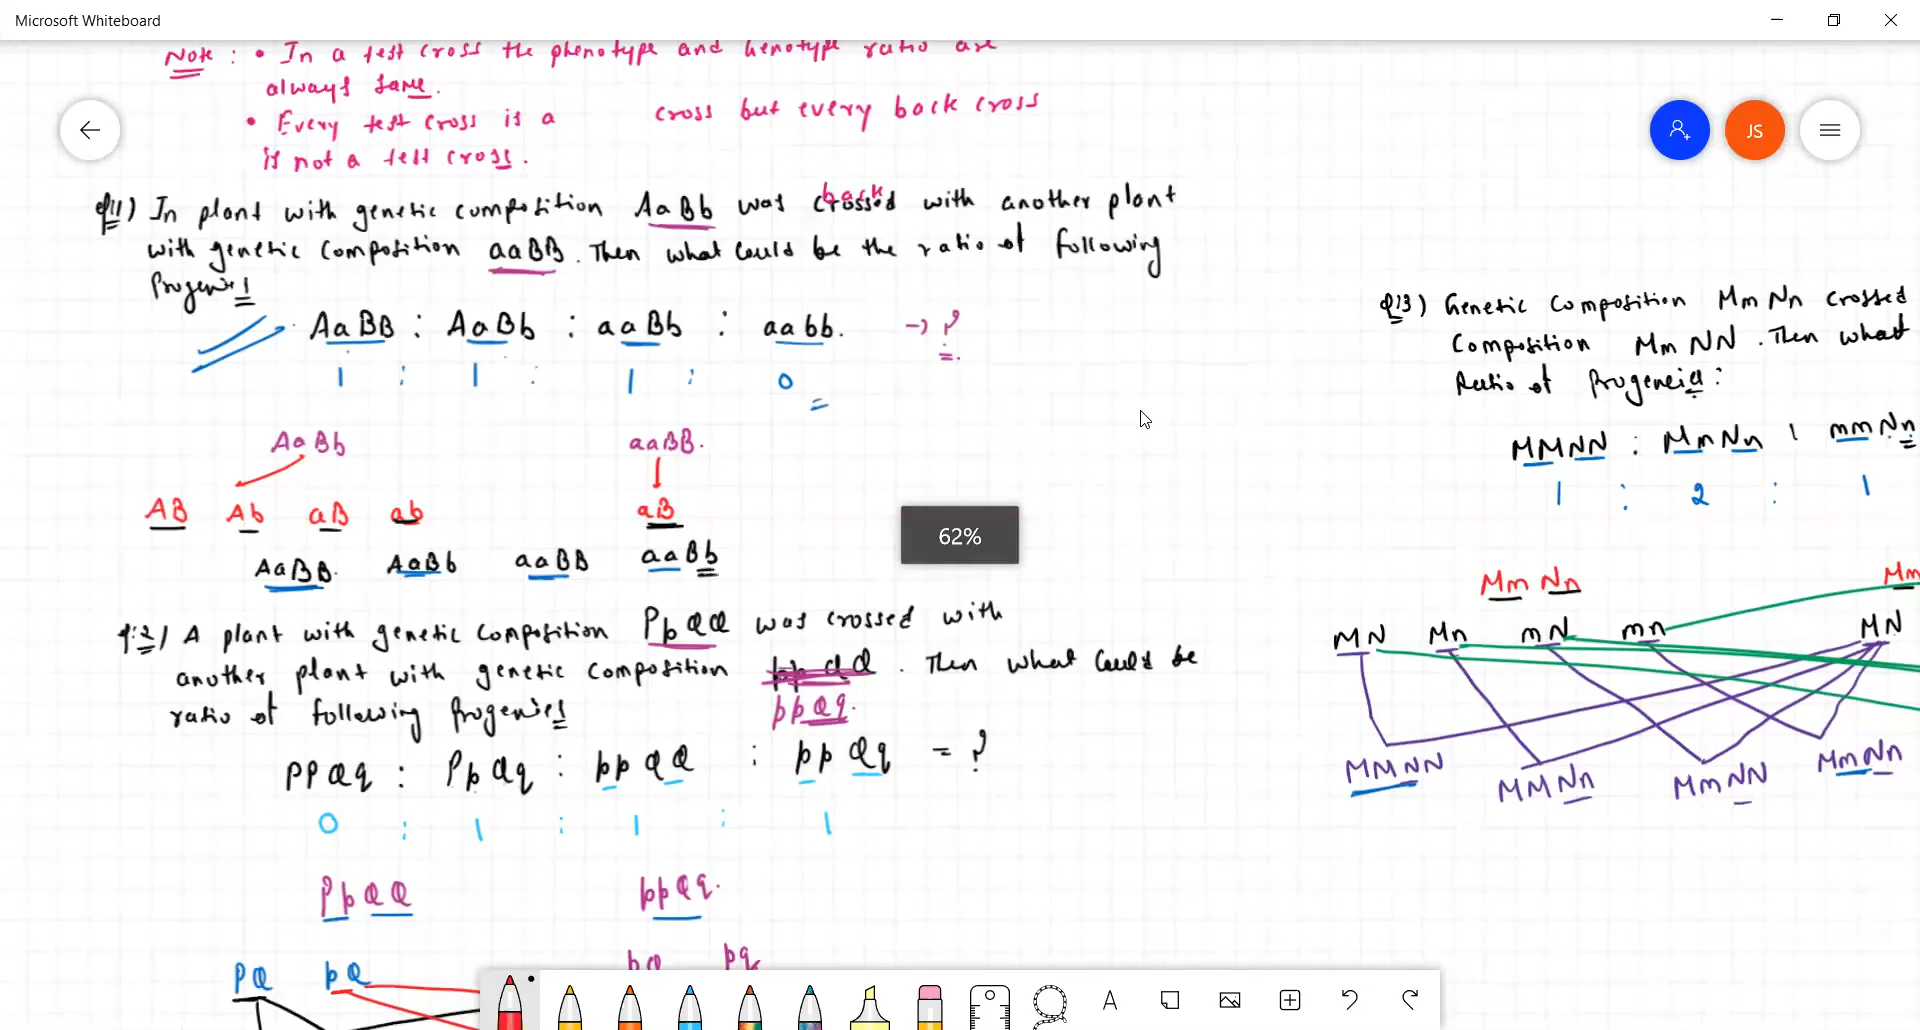 Microsoft Whiteboard
Note : • In a test cross the phenotype and Genotype ratio are
always same.
• Every test cross is a cross but every back cross
is not a test cross.
back
JS
Q11) In plant with genetic composition AaBb was crossed with another plant
with genetic composition aaBB. Then what could be the ratio of following
Progenies
AaBB : AaBb : aaBb : aabb. → ?
1 : 1 : 1 : 0
AaBb aaBB.
AB Ab aB ab aB
AaBB. AaBb aaBB aaBb
62%
Q:2) A plant with genetic composition PpQQ was crossed with
another plant with genetic composition ppQQ. Then what could be
ppQq.
ratio of following Progenies
PPQq : PpQq : ppQQ : ppQq = ?
0 : 1 : 1 : 1
PpQQ ppQq.
PQ pQ pQ pq
Q13) Genetic composition MmNn crossed
Composition MmNN. Then what
Ratio of Progenies:
MMNN : MmNn : mmNn
1 : 2 : 1
MmNn Mm
MN Mn mN mn MN
MMNN MMNn MmNN MmNn